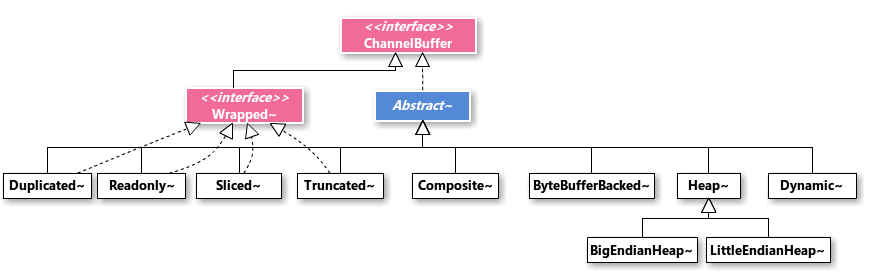 <<interface>>
ChannelBuffer
<<interface>>
Wrapped~
Abstract~
Duplicated~
Readonly~
Sliced~
Truncated~
Composite~
ByteBufferBacked~
Heap~
Dynamic~
BigEndianHeap~
LittleEndianHeap~